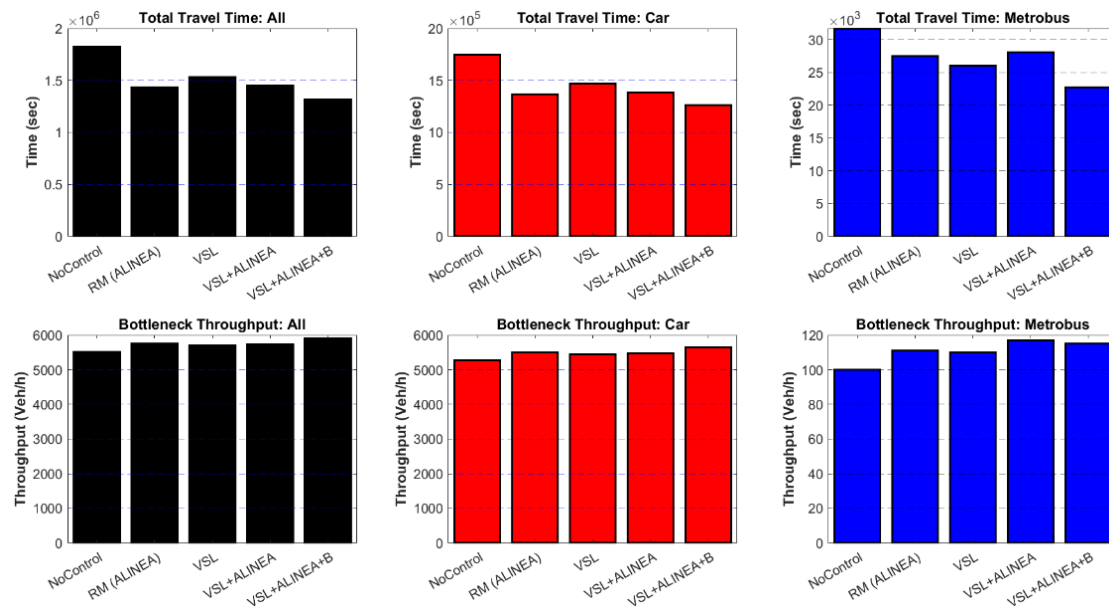 Total Travel Time: All
×10^6
2
1.5
1
0.5
0
Time (sec)
NoControl
RM (ALINEA)
VSL
VSL+ALINEA
VSL+ALINEA+B
Total Travel Time: Car
×10^5
20
15
10
5
0
Time (sec)
NoControl
RM (ALINEA)
VSL
VSL+ALINEA
VSL+ALINEA+B
Total Travel Time: Metrobus
×10^3
30
25
20
15
10
5
0
Time (sec)
NoControl
RM (ALINEA)
VSL
VSL+ALINEA
VSL+ALINEA+B
Bottleneck Throughput: All
6000
5000
4000
3000
2000
1000
0
Throughput (Veh/h)
NoControl
RM (ALINEA)
VSL
VSL+ALINEA
VSL+ALINEA+B
Bottleneck Throughput: Car
6000
5000
4000
3000
2000
1000
0
Throughput (Veh/h)
NoControl
RM (ALINEA)
VSL
VSL+ALINEA
VSL+ALINEA+B
Bottleneck Throughput: Metrobus
120
100
80
60
40
20
0
Throughput (Veh/h)
NoControl
RM (ALINEA)
VSL
VSL+ALINEA
VSL+ALINEA+B